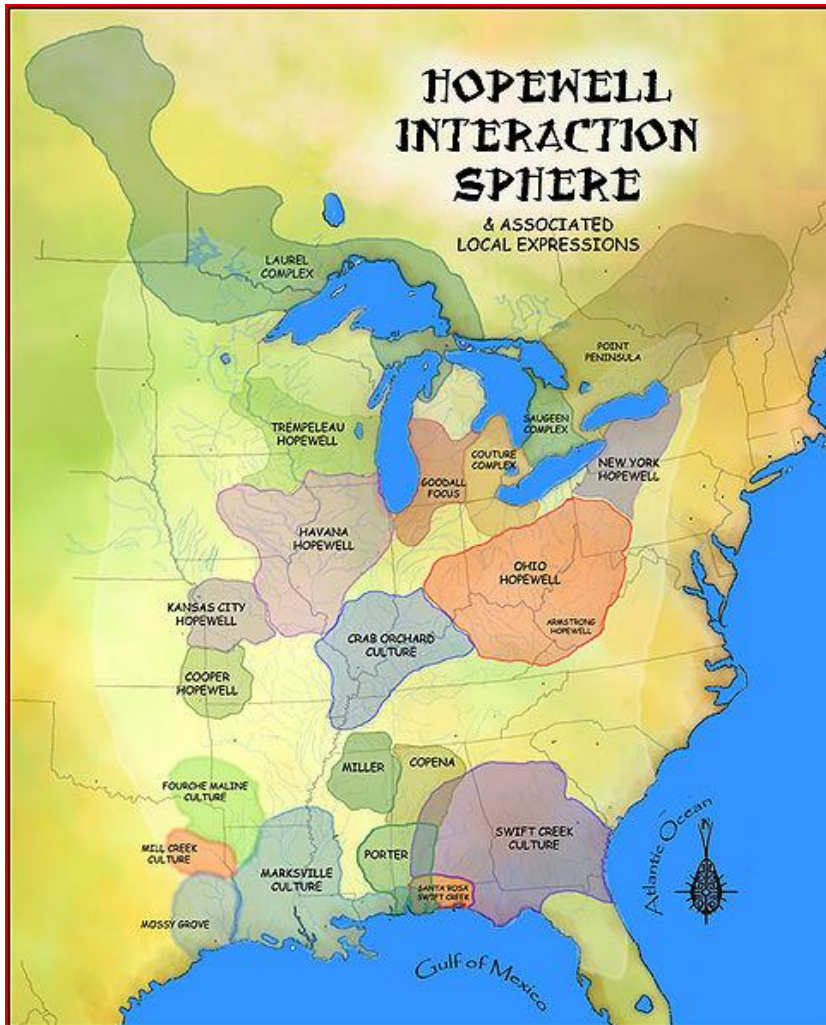 HOPEWELL
INTERACTION
SPHERE
& ASSOCIATED
LOCAL EXPRESSIONS
LAUREL
COMPLEX
POINT
PENINSULA
TREMPELEAU
HOPEWELL
SAUGEEN
COMPLEX
GOODALL
FOCUS
COUTURE
COMPLEX
NEW YORK
HOPEWELL
HAVANA
HOPEWELL
OHIO
HOPEWELL
KANSAS CITY
HOPEWELL
ARMSTRONG
HOPEWELL
CRAB ORCHARD
CULTURE
COOPER
HOPEWELL
MILLER
COPENA
FOURCHE MALINE
CULTURE
SWIFT CREEK
CULTURE
MILL CREEK
CULTURE
MARKSVILLE
CULTURE
PORTER
SANTA ROSA
SWIFT CREEK
MOSSY GROVE
Atlantic Ocean
N
Gulf of Mexico